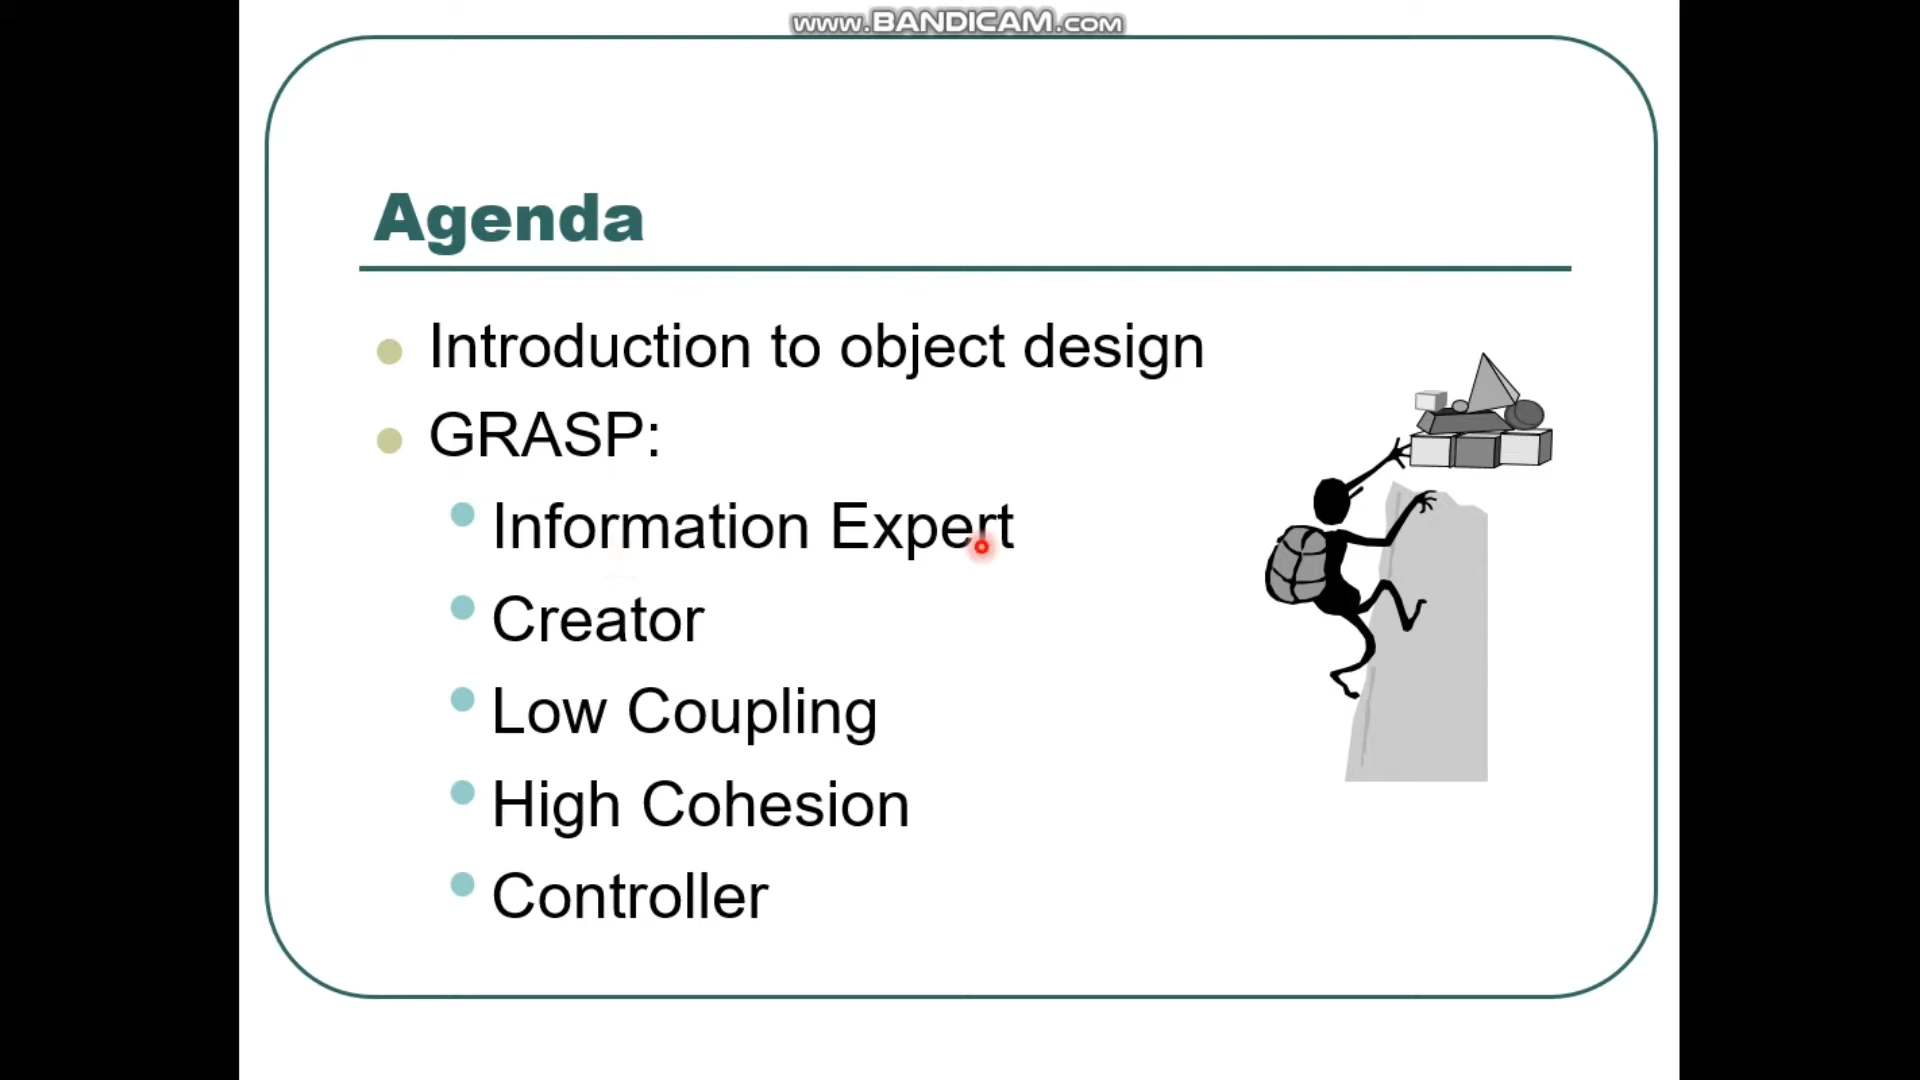 www.BANDICAM.com
Agenda
Introduction to object design
GRASP:
Information Expert
Creator
Low Coupling
High Cohesion
Controller